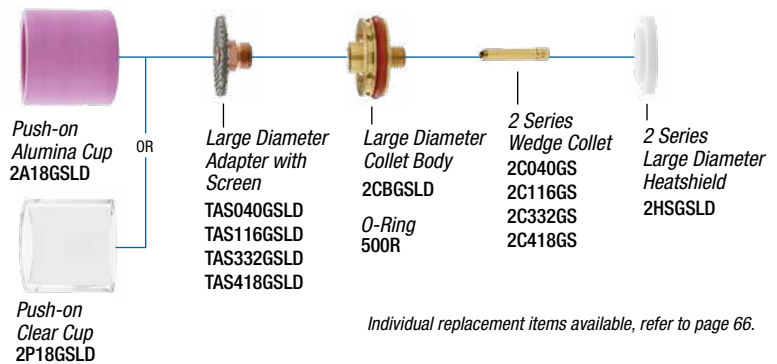 Push-on
Alumina Cup
2A18GSLD
OR
Push-on
Clear Cup
2P18GSLD
Large Diameter
Adapter with
Screen
TAS040GSLD
TAS116GSLD
TAS332GSLD
TAS418GSLD
Large Diameter
Collet Body
2CBGSLD
O-Ring
500R
2 Series
Wedge Collet
2C040GS
2C116GS
2C332GS
2C418GS
2 Series
Large Diameter
Heatshield
2HSGSLD
Individual replacement items available, refer to page 66.